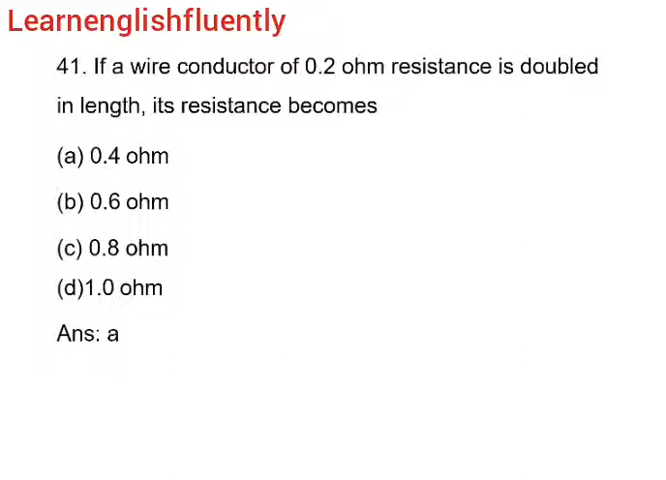 Learnenglishfluently
41. If a wire conductor of 0.2 ohm resistance is doubled
in length, its resistance becomes
(a) 0.4 ohm
(b) 0.6 ohm
(c) 0.8 ohm
(d)1.0 ohm
Ans: a